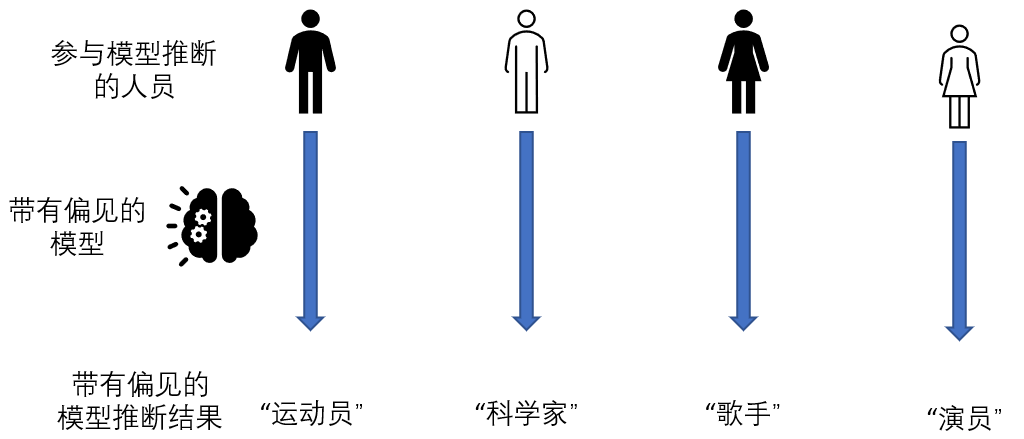 参与模型推断
的人员
带有偏见的
模型
带有偏见的
模型推断结果
“运动员”
“科学家”
“歌手”
“演员”